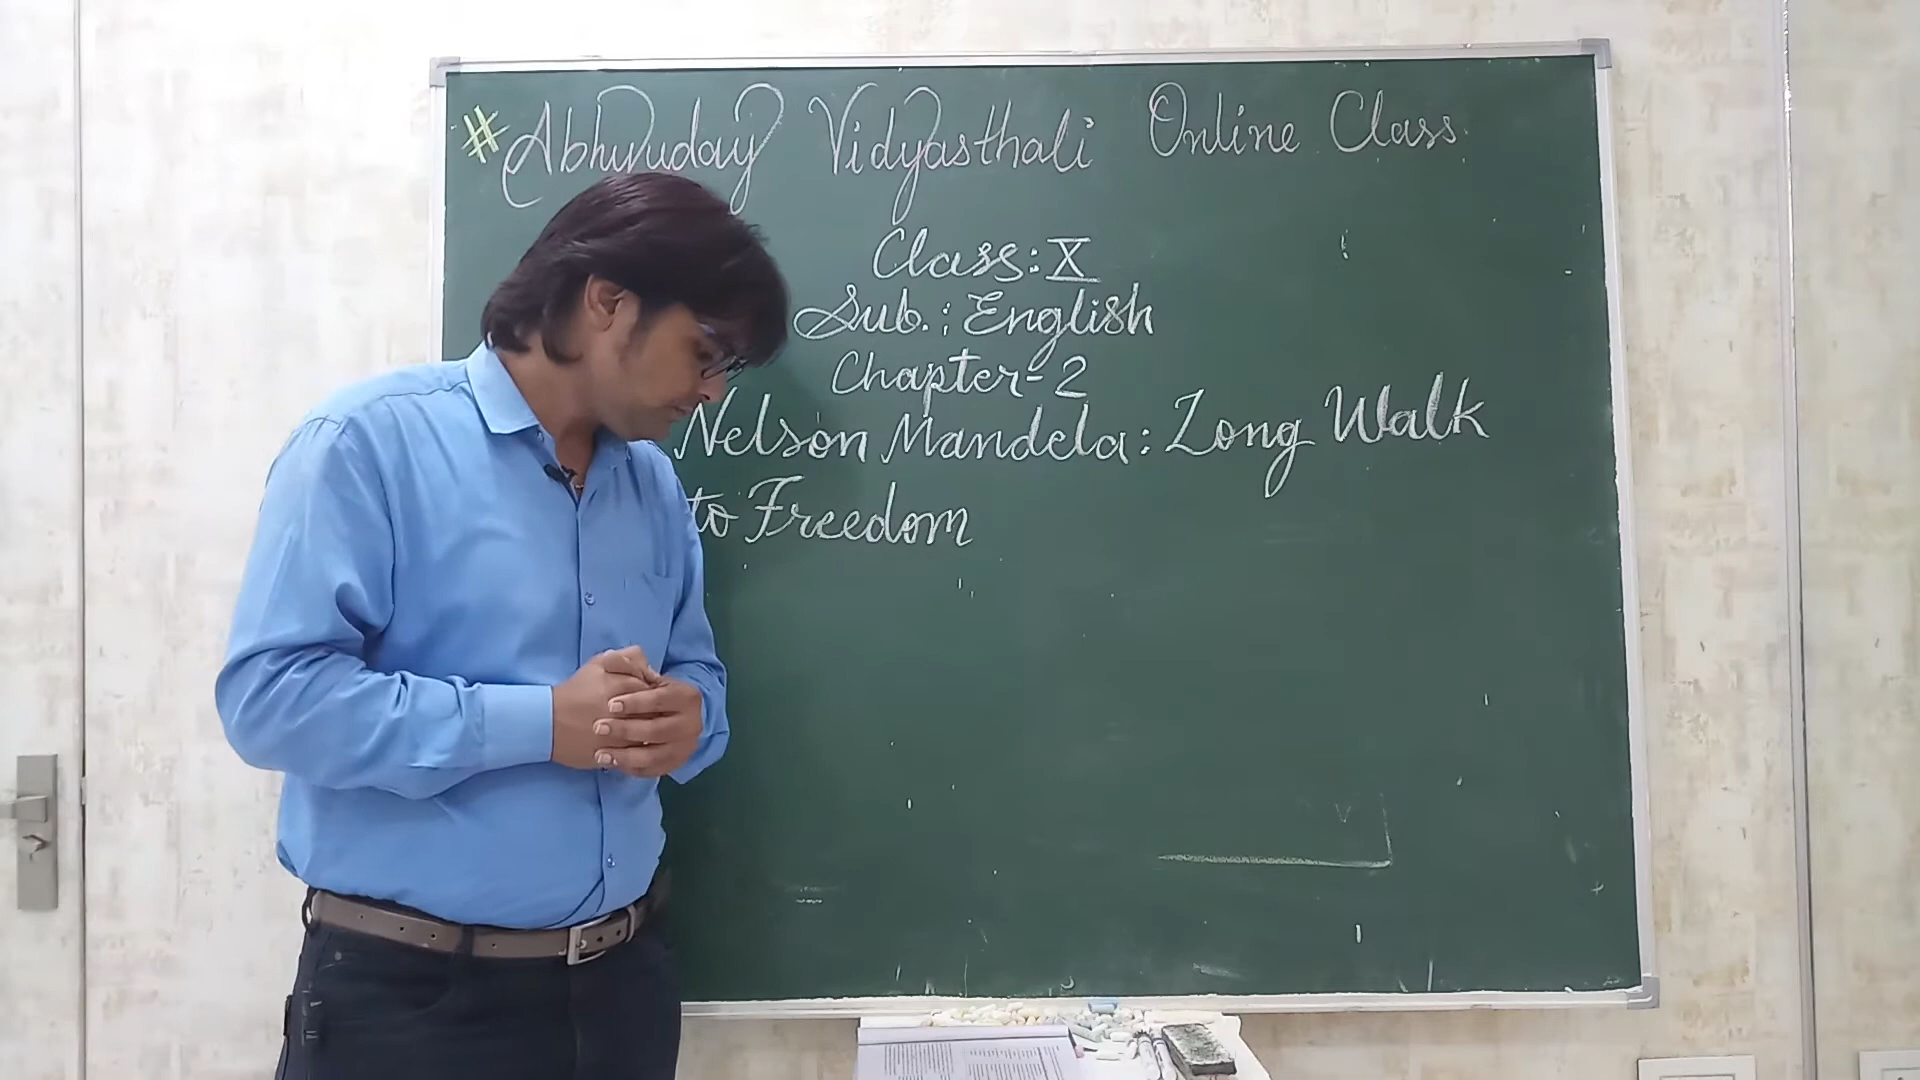 # Abhyuday Vidyasthali Online Class
Class: X
Sub.: English
Chapter-2
Nelson Mandela: Long Walk
to Freedom